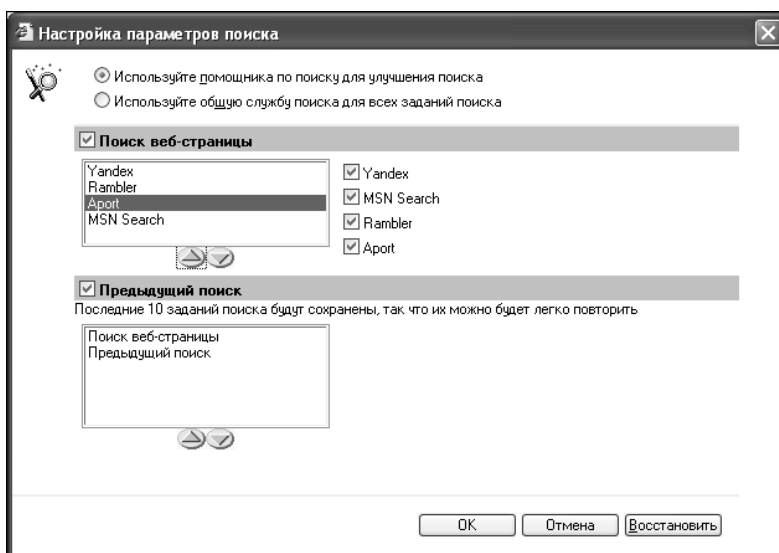 Настройка параметров поиска
Используйте помощника по поиску для улучшения поиска
Используйте общую службу поиска для всех заданий поиска
Поиск веб-страницы
Yandex
Rambler
Aport
MSN Search
Yandex
MSN Search
Rambler
Aport
Предыдущий поиск
Последние 10 заданий поиска будут сохранены, так что их можно будет легко повторить
Поиск веб-страницы
Предыдущий поиск
OK
Отмена
Восстановить